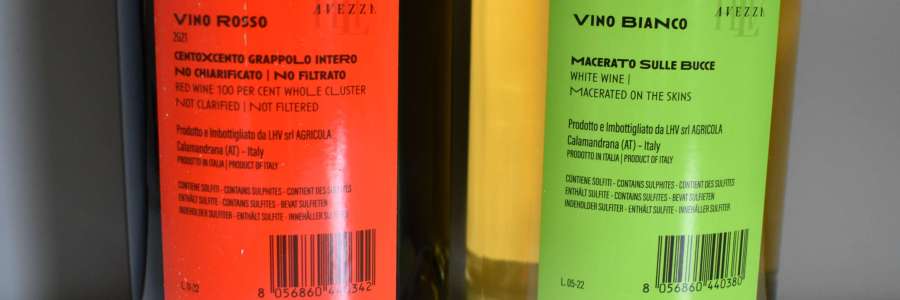 AVEZZA
VINO ROSSO
2021
CENTOXCENTO GRAPPOLO INTERO
NO CHIARIFICATO | NO FILTRATO
RED WINE 100 PER CENT WHOLE CLUSTER
NOT CLARIFIED | NOT FILTERED
Prodotto e Imbottigliato da LHV srl AGRICOLA
Calamandrana (AT) - Italy
PRODOTTO IN ITALIA | PRODUCT OF ITALY
CONTIENE SOLFITI - CONTAINS SULPHITES - CONTIENT DES SULFITES
ENTHÄLT SULFITE - CONTAINS SULFITES - BEVAT SULFIETEN
INDEHOLDER SULFITER - ENTHÄLT SULFITE - INNEHÅLLER SULFITER
L. 01-22
8 056860 440342
AVEZZA
VINO BIANCO
MACERATO SULLE BUCCE
WHITE WINE |
MACERATED ON THE SKINS
Prodotto e Imbottigliato da LHV srl AGRICOLA
Calamandrana (AT) - Italy
PRODOTTO IN ITALIA | PRODUCT OF ITALY
CONTIENE SOLFITI - CONTAINS SULPHITES - CONTIENT DES SULFITES
ENTHÄLT SULFITE - CONTAINS SULFITES - BEVAT SULFIETEN
INDEHOLDER SULFITER - ENTHÄLT SULFITE - INNEHÅLLER SULFITER
L. 05-22
8 056860 440380